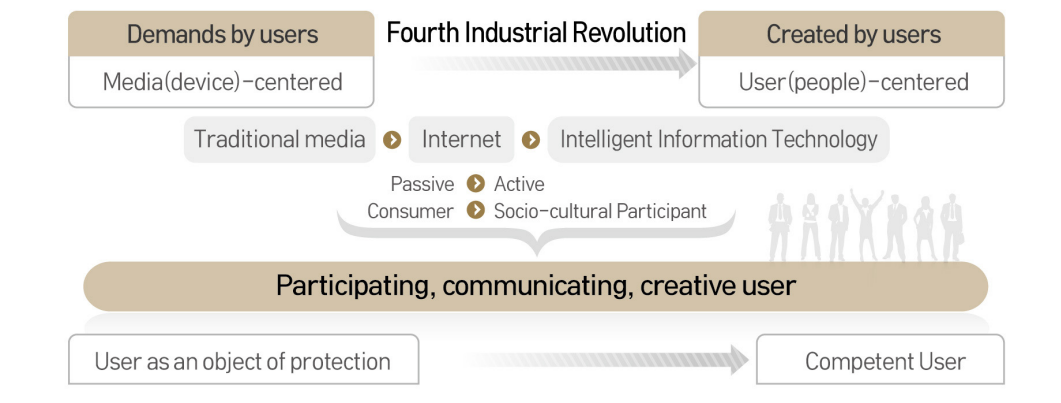 Demands by users
Fourth Industrial Revolution
Created by users
Media(device)-centered
User(people)-centered
Traditional media
Internet
Intelligent Information Technology
Passive Active
Consumer Socio-cultural Participant
Participating, communicating, creative user
User as an object of protection
Competent User